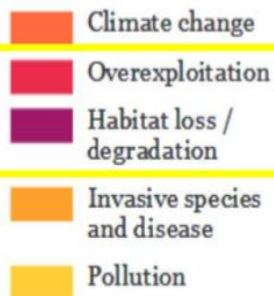 Climate change
Overexploitation
Habitat loss /
degradation
Invasive species
and disease
Pollution